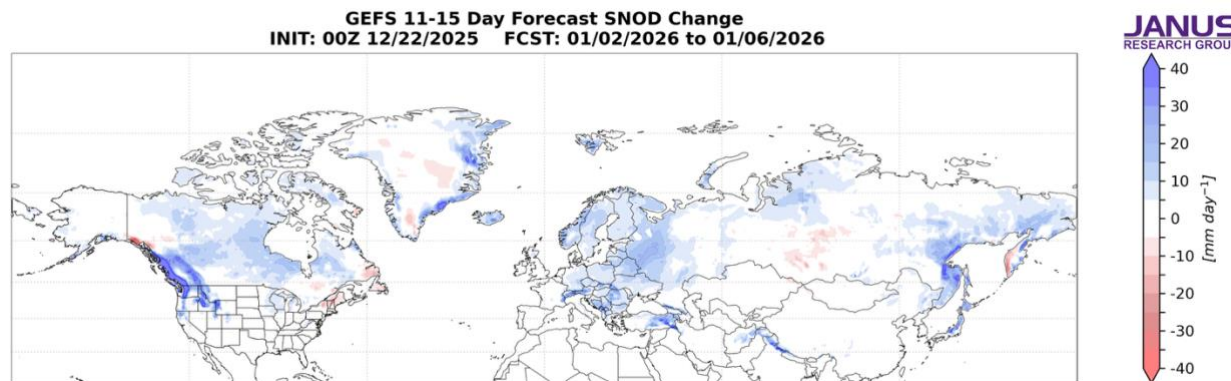 GEFS 11-15 Day Forecast SNOD Change
INIT: 00Z 12/22/2025 FCST: 01/02/2026 to 01/06/2026
JANUS
RESEARCH GROU
40
30
20
10
0
-10
-20
-30
-40
[mm day⁻¹]